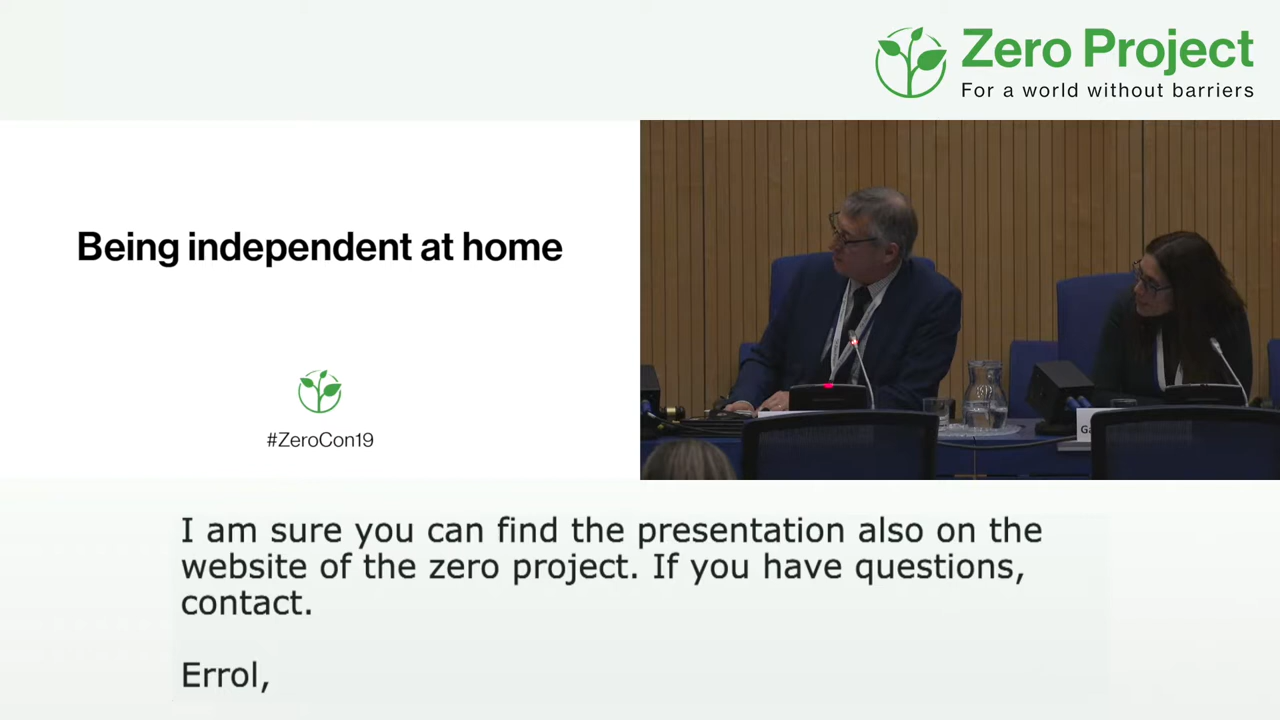 Zero Project
For a world without barriers
Being independent at home
#ZeroCon19
I am sure you can find the presentation also on the
website of the zero project. If you have questions,
contact.
Errol,